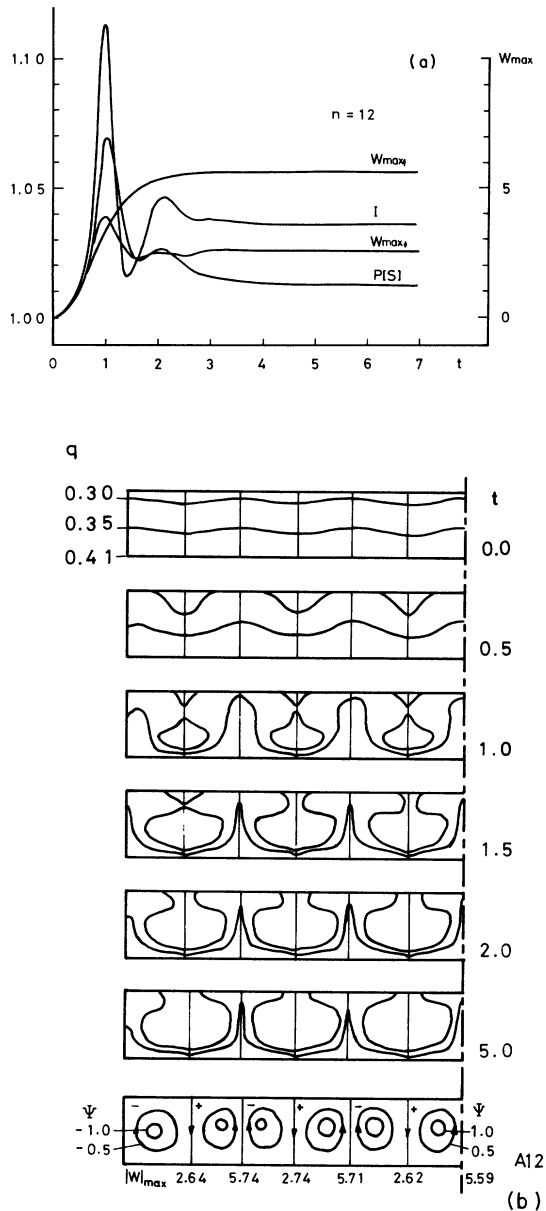 1.10
1.05
1.00
(a)
Wmax
n = 12
5
0
Wmax↑
I
Wmax↓
P[S]
0 1 2 3 4 5 6 7 t
q
0.30
0.35
0.41
t
0.0
0.5
1.0
1.5
2.0
5.0
Ψ
-1.0
-0.5
- + - + - +
Ψ
1.0
0.5
|W|max 2.64 5.74 2.74 5.71 2.62 5.59
A12
(b)